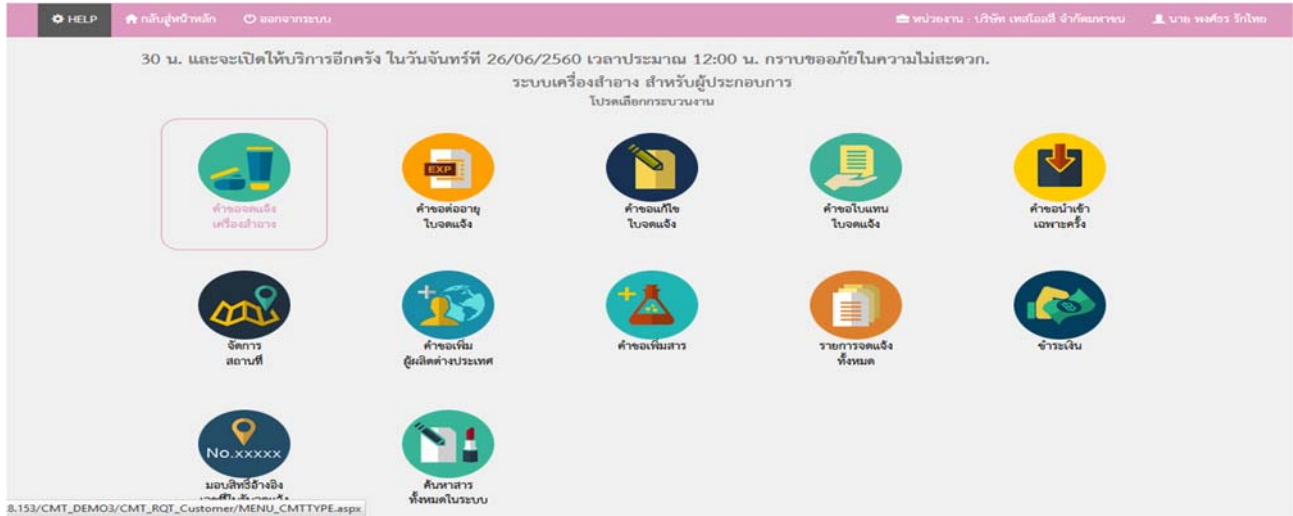 HELP กลับสู่หน้าหลัก ออกจากระบบ หน่วยงาน : บริษัท เทสโอสถี จำกัดมหาชน นาย พงศ์ธร รักไทย
30 น. และจะเปิดให้บริการอีกครั้ง ในวันจันทร์ที่ 26/06/2560 เวลาประมาณ 12:00 น. กราบขออภัยในความไม่สะดวก.
ระบบเครื่องสำอาง สำหรับผู้ประกอบการ
โปรดเลือกกระบวนงาน
EXP
คำขอจดแจ้ง คำขอต่ออายุ คำขอแก้ไข คำขอใบแทน คำขอนำเข้า
เครื่องสำอาง ใบจดแจ้ง ใบจดแจ้ง ใบจดแจ้ง เฉพาะครั้ง
จัดการ คำขอเพิ่ม คำขอเพิ่มสาร รายการจดแจ้ง ชำระเงิน
สถานที่ ผู้ผลิตต่างประเทศ ทั้งหมด
No.xxxxx
มอบสิทธิ์อ้างอิง ค้นหาสาร
ทั้งหมดในระบบ
8.153/CMT_DEMO3/CMT_RQT_Customer/MENU_CMTTYPE.aspx